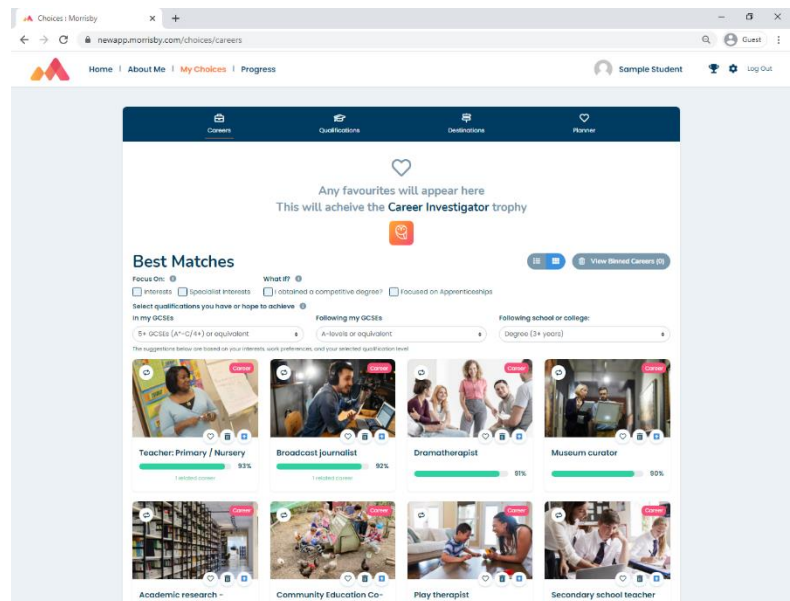 Choices : Morrisby
newapp.morrisby.com/choices/careers
Guest
Home | About Me | My Choices | Progress
Sample Student
Log Out
Careers
Qualifications
Destinations
Planner
Any favourites will appear here
This will acheive the Career Investigator trophy
Best Matches
View Binned Careers (0)
Focus On:
What If?
Interests
Specialist Interests
I obtained a competitive degree?
Focused on Apprenticeships
Select qualifications you have or hope to achieve
In my GCSEs
Following my GCSEs
Following school or college:
5+ GCSEs (A*-C/4+) or equivalent
A-levels or equivalent
Degree (3+ years)
The suggestions below are based on your interests, work preferences, and your selected qualification level
Career
Career
Career
Career
Teacher: Primary / Nursery
Broadcast journalist
Dramatherapist
Museum curator
93%
92%
91%
90%
1 related career
1 related career
Career
Career
Career
Career
Academic research -
Community Education Co-
Play therapist
Secondary school teacher